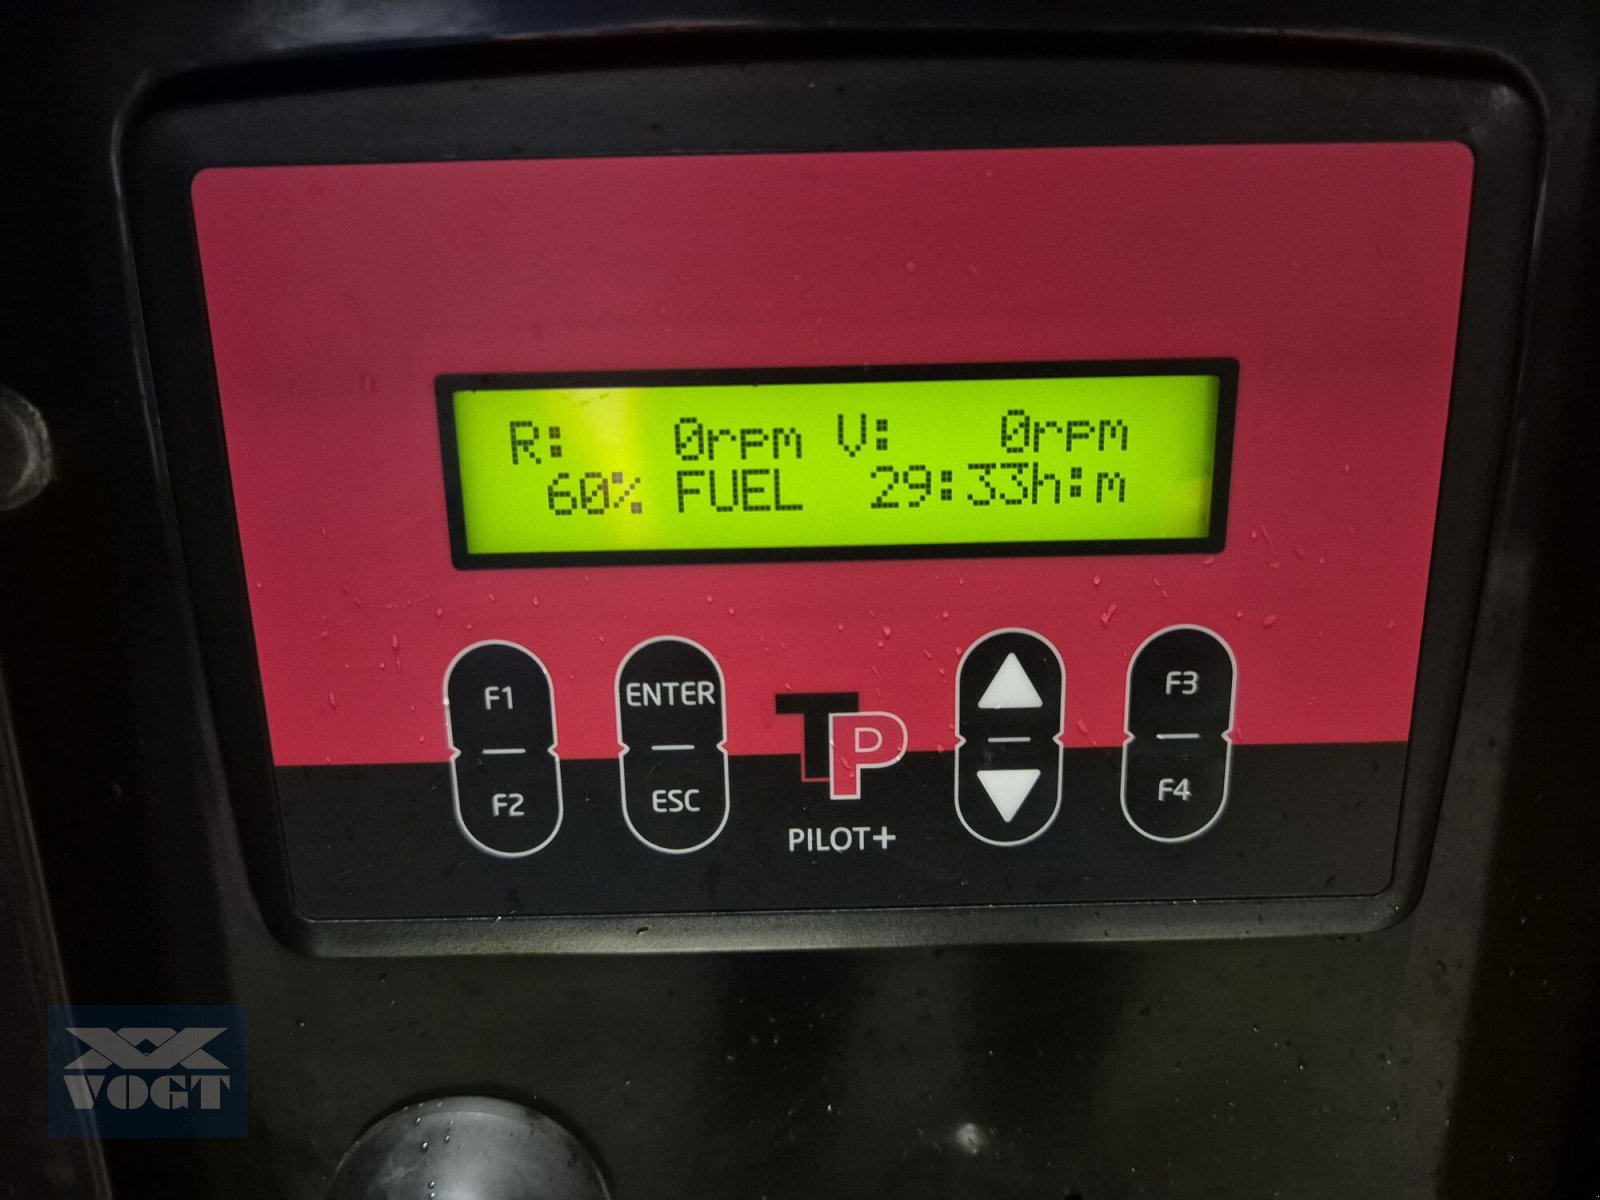 R: 0rpm V: 0rpm
60% FUEL 29:33h:m
F1 ENTER F3
TP
F2 ESC F4
PILOT+
VOGT